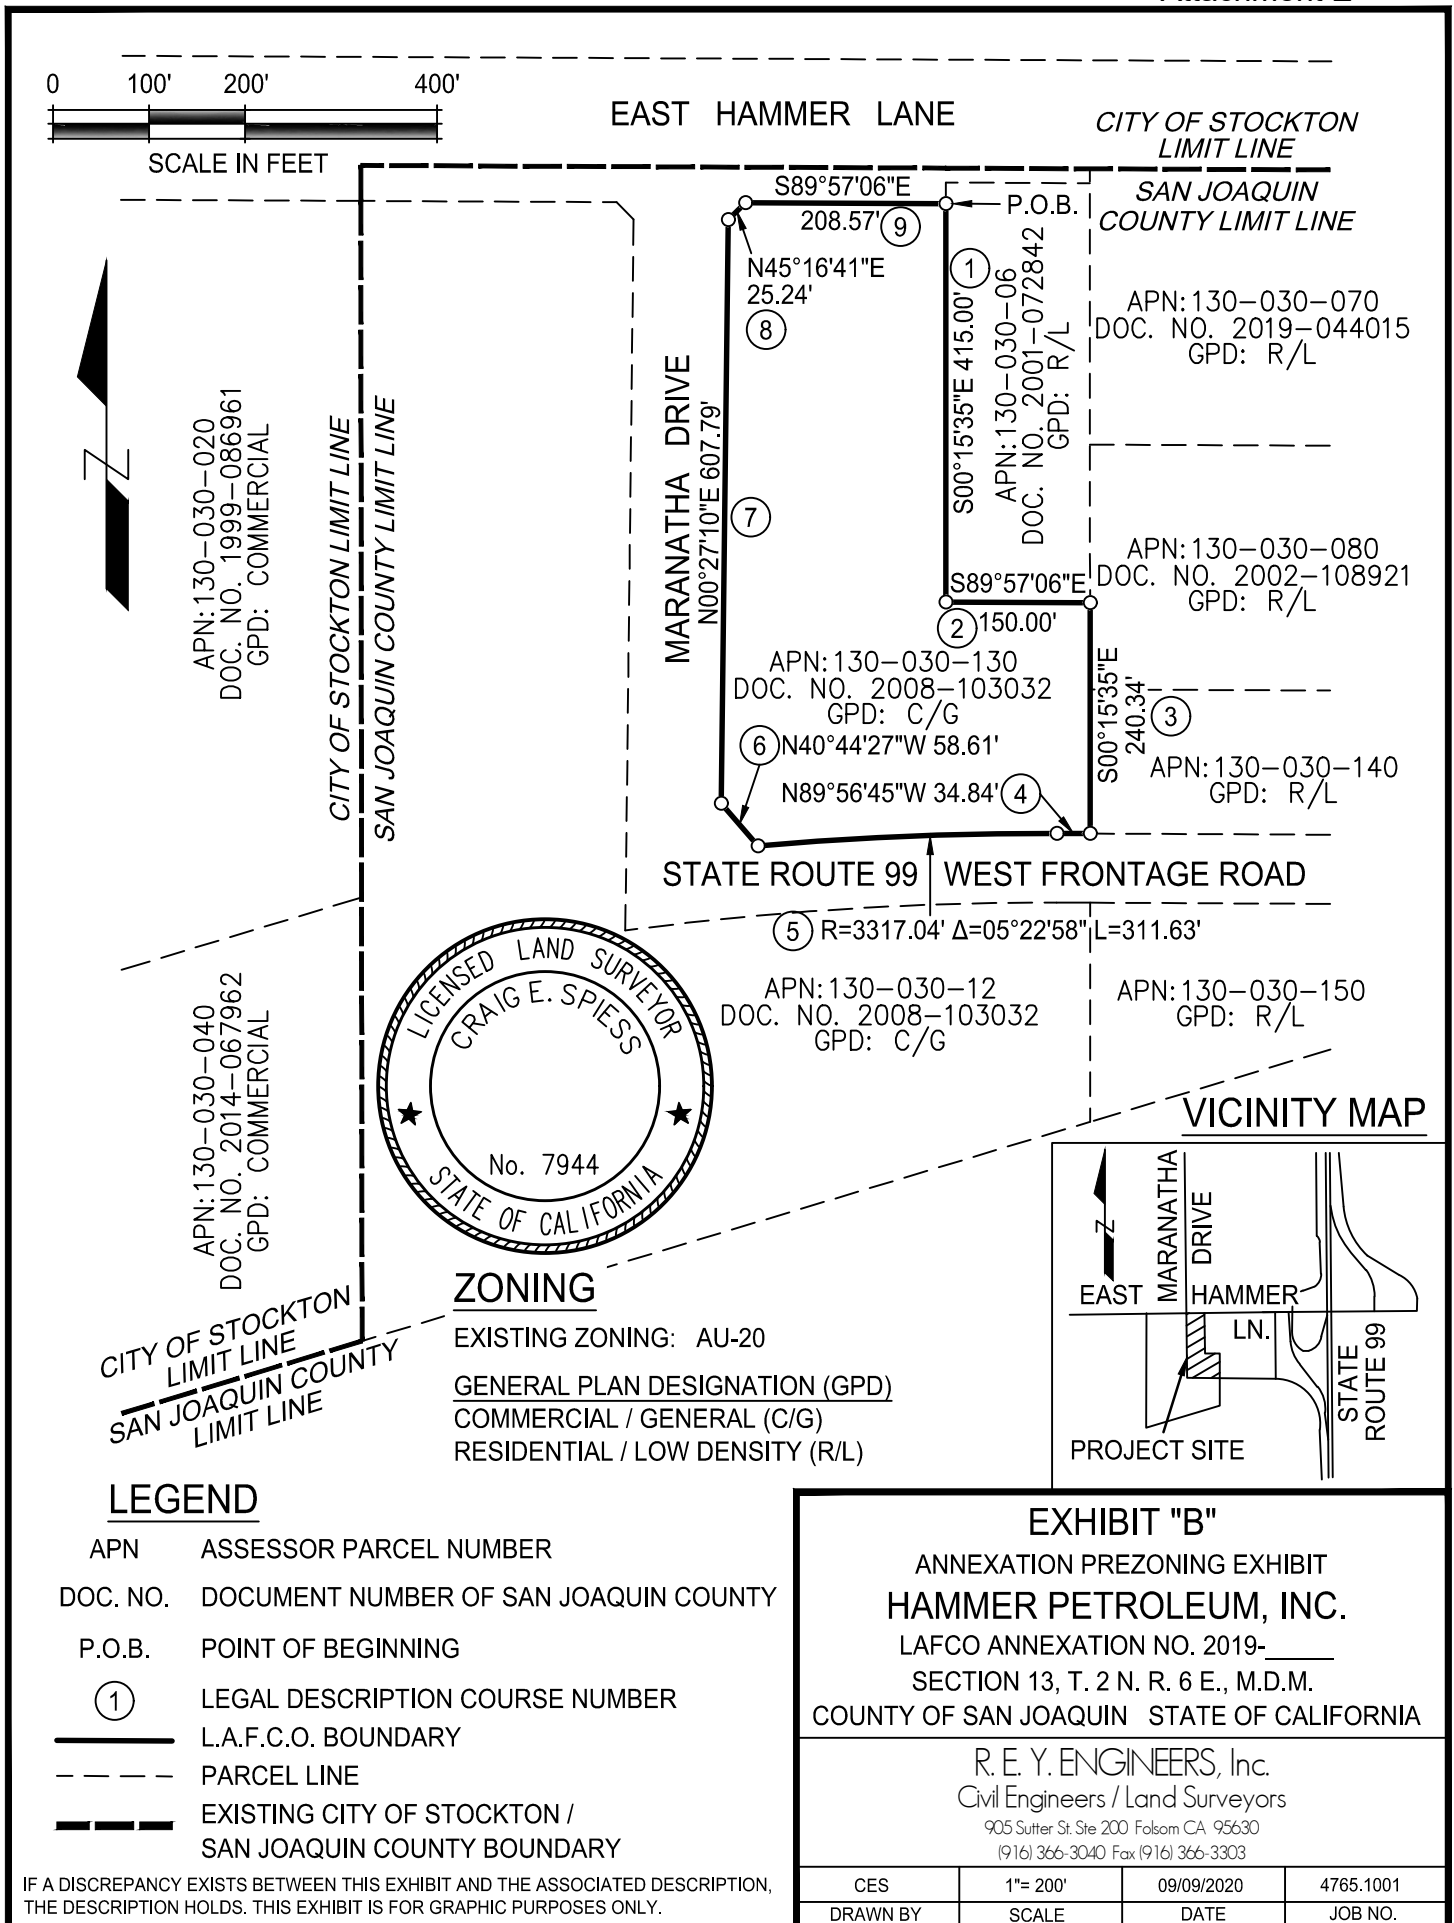 0 100' 200' 400'
SCALE IN FEET
EAST HAMMER LANE
CITY OF STOCKTON
LIMIT LINE
SAN JOAQUIN
COUNTY LIMIT LINE
S89°57'06"E
208.57' 9
P.O.B.
N45°16'41"E
25.24'
8
1
S00°15'35"E 415.00'
APN:130-030-06
DOC. NO. 2001-072842
GPD: R/L
APN:130-030-070
DOC. NO. 2019-044015
GPD: R/L
MARANATHA DRIVE
N00°27'10"E 607.79'
7
APN:130-030-020
DOC. NO. 1999-086961
GPD: COMMERCIAL
CITY OF STOCKTON LIMIT LINE
SAN JOAQUIN COUNTY LIMIT LINE
Z
APN:130-030-080
DOC. NO. 2002-108921
GPD: R/L
S89°57'06"E
2 150.00'
APN:130-030-130
DOC. NO. 2008-103032
GPD: C/G
S00°15'35"E
240.34'
3
6 N40°44'27"W 58.61'
N89°56'45"W 34.84' 4
APN:130-030-140
GPD: R/L
STATE ROUTE 99 WEST FRONTAGE ROAD
5 R=3317.04' Δ=05°22'58" L=311.63'
APN:130-030-12
DOC. NO. 2008-103032
GPD: C/G
APN:130-030-150
GPD: R/L
APN:130-030-040
DOC. NO. 2014-067962
GPD: COMMERCIAL
LICENSED LAND SURVEYOR
CRAIG E. SPIESS
No. 7944
STATE OF CALIFORNIA
CITY OF STOCKTON
LIMIT LINE
SAN JOAQUIN COUNTY
LIMIT LINE
VICINITY MAP
Z
MARANATHA
DRIVE
EAST HAMMER
LN.
STATE
ROUTE 99
PROJECT SITE
ZONING
EXISTING ZONING: AU-20
GENERAL PLAN DESIGNATION (GPD)
COMMERCIAL / GENERAL (C/G)
RESIDENTIAL / LOW DENSITY (R/L)
LEGEND
APN ASSESSOR PARCEL NUMBER
DOC. NO. DOCUMENT NUMBER OF SAN JOAQUIN COUNTY
P.O.B. POINT OF BEGINNING
1 LEGAL DESCRIPTION COURSE NUMBER
L.A.F.C.O. BOUNDARY
PARCEL LINE
EXISTING CITY OF STOCKTON /
SAN JOAQUIN COUNTY BOUNDARY
IF A DISCREPANCY EXISTS BETWEEN THIS EXHIBIT AND THE ASSOCIATED DESCRIPTION,
THE DESCRIPTION HOLDS. THIS EXHIBIT IS FOR GRAPHIC PURPOSES ONLY.
EXHIBIT "B"
ANNEXATION PREZONING EXHIBIT
HAMMER PETROLEUM, INC.
LAFCO ANNEXATION NO. 2019-_____
SECTION 13, T. 2 N. R. 6 E., M.D.M.
COUNTY OF SAN JOAQUIN STATE OF CALIFORNIA
R. E. Y. ENGINEERS, Inc.
Civil Engineers / Land Surveyors
905 Sutter St. Ste 200 Folsom CA 95630
(916) 366-3040 Fax (916) 366-3303
CES 1"= 200' 09/09/2020 4765.1001
DRAWN BY SCALE DATE JOB NO.